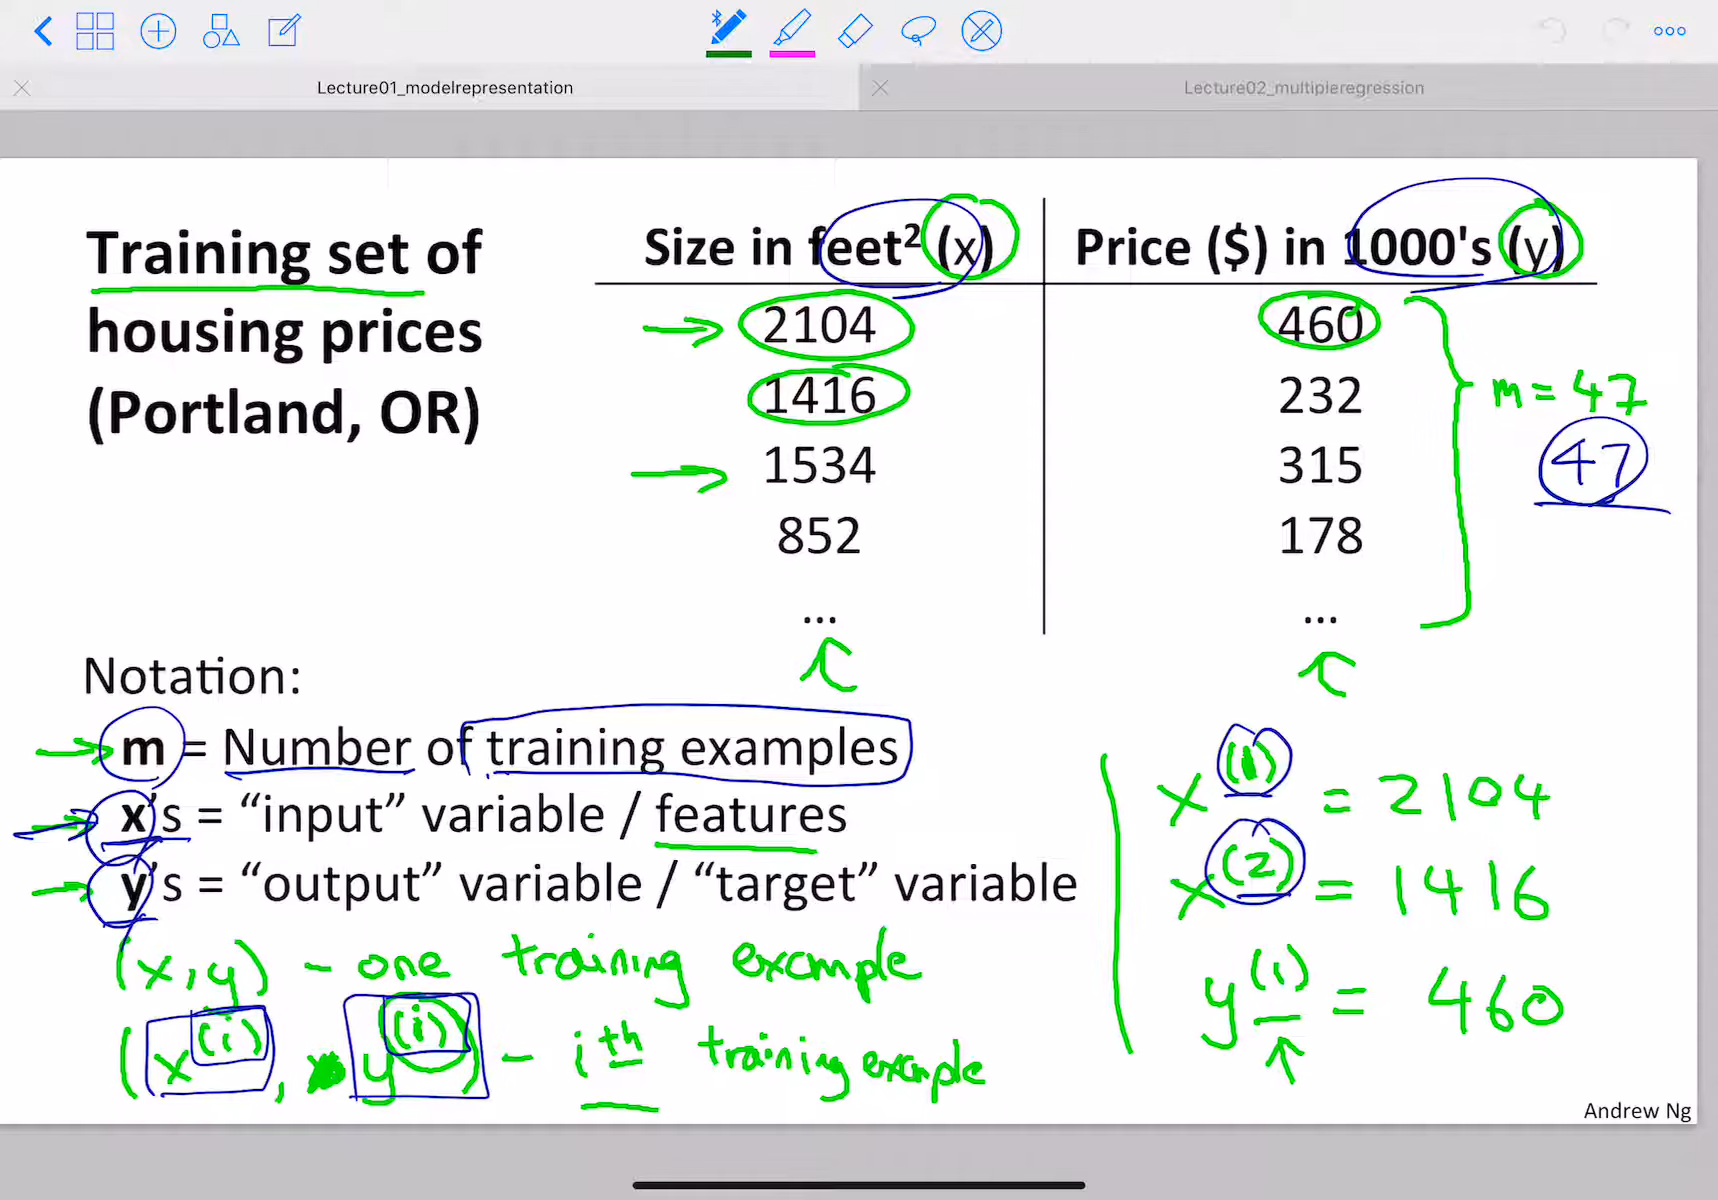 Lecture01_modelrepresentation
Lecture02_multipleregression
Training set of
housing prices
(Portland, OR)
Size in feet² (x)
Price ($) in 1000's (y)
2104
460
1416
232
1534
315
852
178
...
...
m = 47
47
Notation:
m = Number of training examples
x's = “input” variable / features
y's = “output” variable / “target” variable
(x,y) - one training example
(x^(i), y^(i)) - i^th training example
x^(1) = 2104
x^(2) = 1416
y^(1) = 460
Andrew Ng